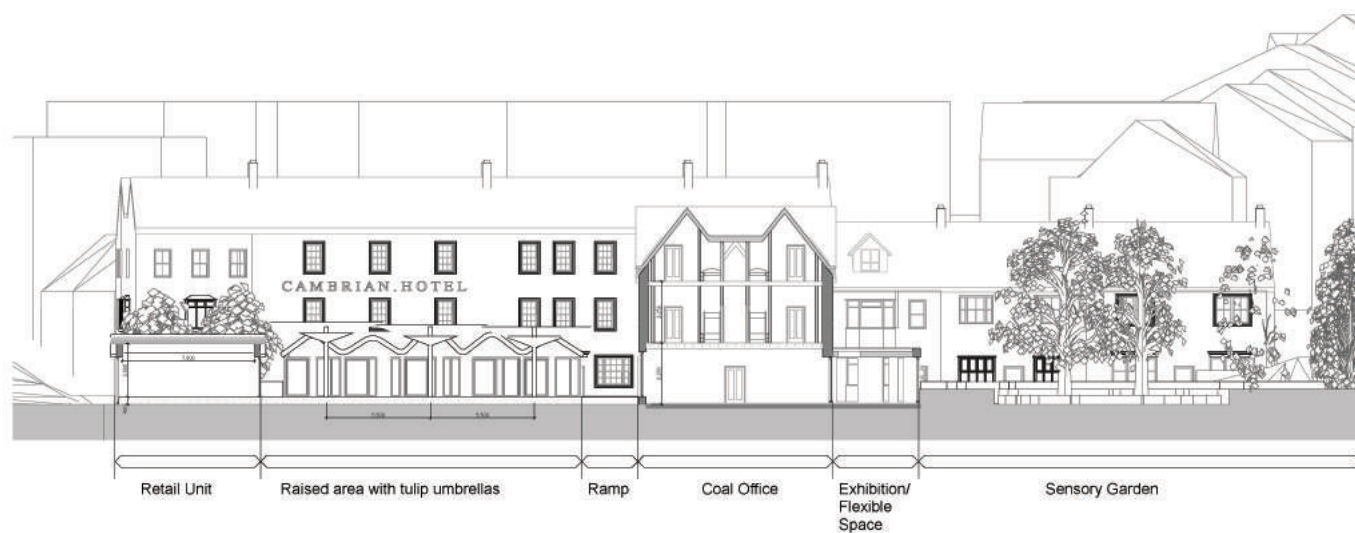 CAMBRIAN.HOTEL
Retail Unit
Raised area with tulip umbrellas
Ramp
Coal Office
Exhibition/
Flexible
Space
Sensory Garden